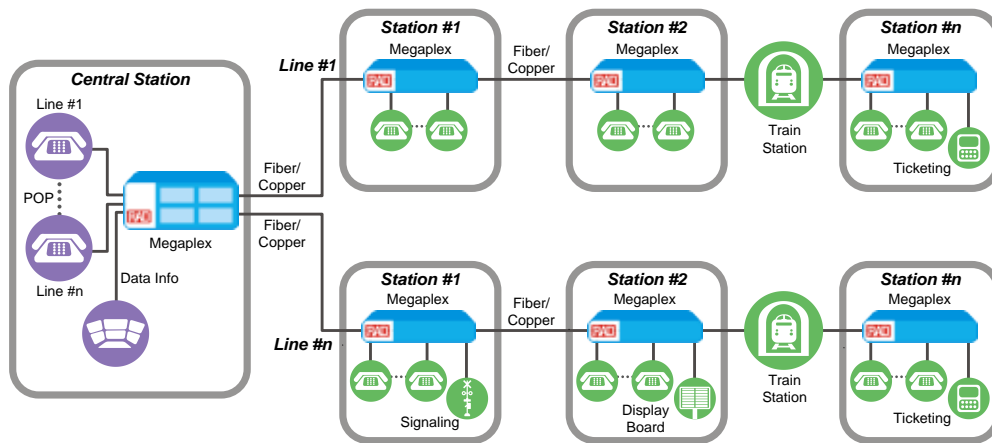 Central Station
Line #1
POP
Line #n
Data Info
RAD
Megaplex
Fiber/
Copper
Fiber/
Copper
Line #1
Station #1
Megaplex
RAD
Fiber/
Copper
Station #2
Megaplex
RAD
Train
Station
Station #n
Megaplex
RAD
Ticketing
Line #n
Station #1
Megaplex
RAD
Signaling
Fiber/
Copper
Station #2
Megaplex
RAD
Display
Board
Train
Station
Station #n
Megaplex
RAD
Ticketing